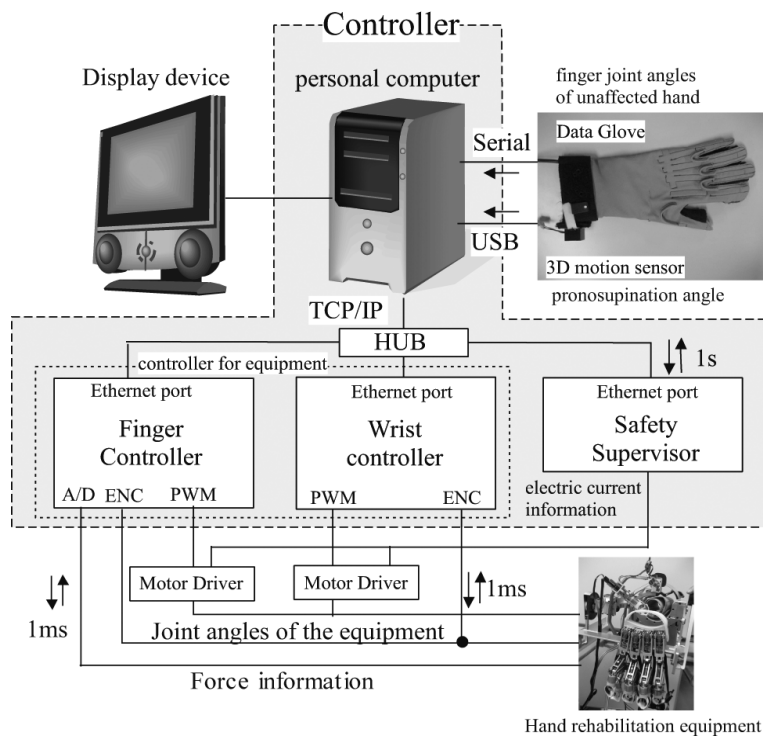 Controller
Display device
personal computer
finger joint angles
of unaffected hand
Data Glove
Serial
USB
3D motion sensor
pronosupination angle
TCP/IP
HUB
1s
controller for equipment
Ethernet port
Finger
Controller
A/D ENC PWM
Ethernet port
Wrist
controller
PWM ENC
Ethernet port
Safety
Supervisor
electric current
information
Motor Driver
Motor Driver
1ms
1ms
Joint angles of the equipment
Force information
Hand rehabilitation equipment